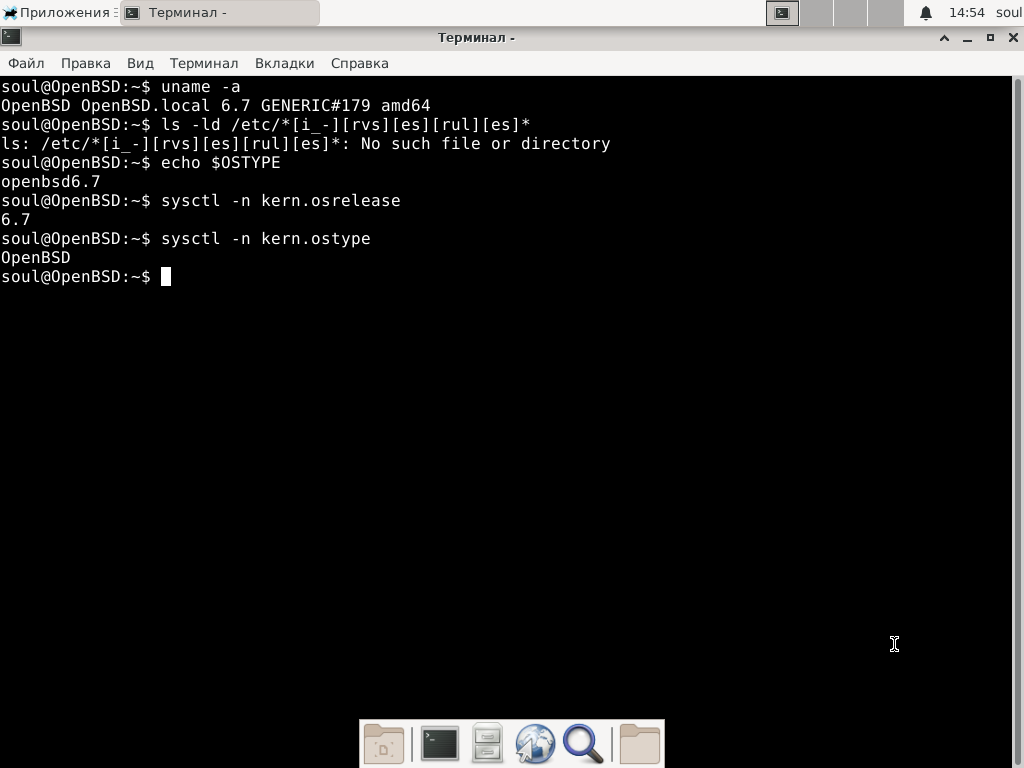 Приложения Терминал - 14:54 soul
Терминал -
Файл Правка Вид Терминал Вкладки Справка
soul@OpenBSD:~$ uname -a
OpenBSD OpenBSD.local 6.7 GENERIC#179 amd64
soul@OpenBSD:~$ ls -ld /etc/*[i_-][rvs][es][rul][es]*
ls: /etc/*[i_-][rvs][es][rul][es]*: No such file or directory
soul@OpenBSD:~$ echo $OSTYPE
openbsd6.7
soul@OpenBSD:~$ sysctl -n kern.osrelease
6.7
soul@OpenBSD:~$ sysctl -n kern.ostype
OpenBSD
soul@OpenBSD:~$